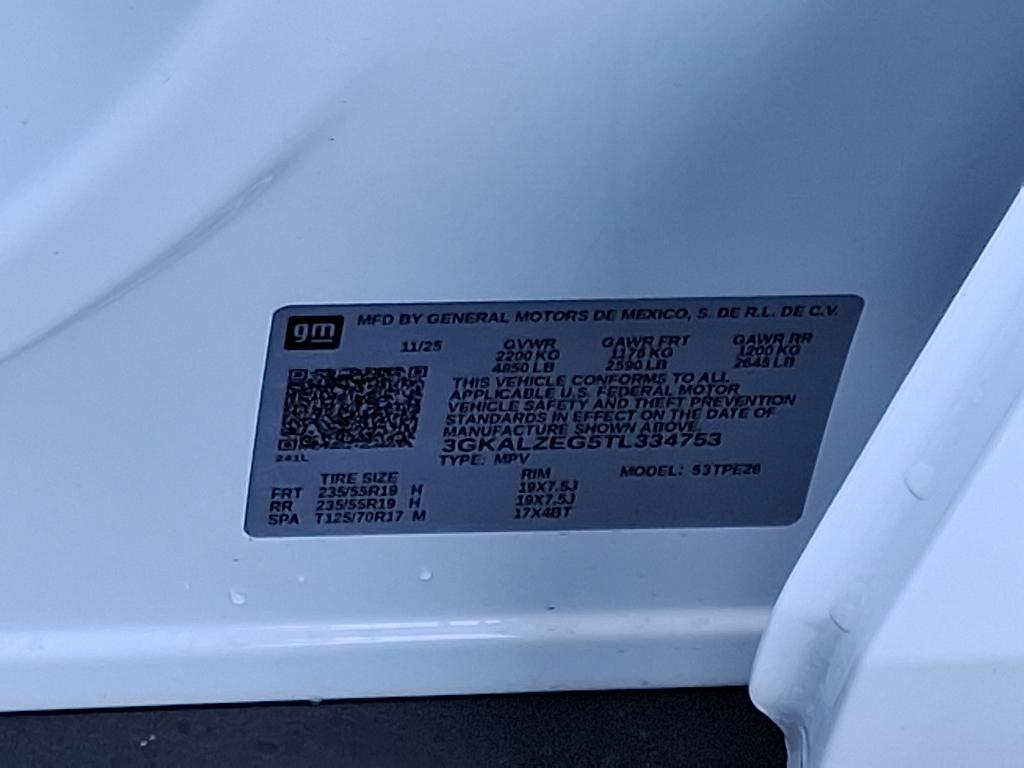 gm MFD BY GENERAL MOTORS DE MEXICO, S. DE R.L. DE C.V.
11/25 GVWR GAWR FRT GAWR RR
2200 KG 1175 KG 1200 KG
4850 LB 2590 LB 2645 LB
THIS VEHICLE CONFORMS TO ALL
APPLICABLE U.S. FEDERAL MOTOR
VEHICLE SAFETY AND THEFT PREVENTION
STANDARDS IN EFFECT ON THE DATE OF
MANUFACTURE SHOWN ABOVE.
3GKALZEG5TL334753
241L
TYPE: MPV MODEL: 53TPE26
TIRE SIZE RIM
FRT 235/55R19 H 19X7.5J
RR 235/55R19 H 19X7.5J
SPA T125/70R17 M 17X4BT